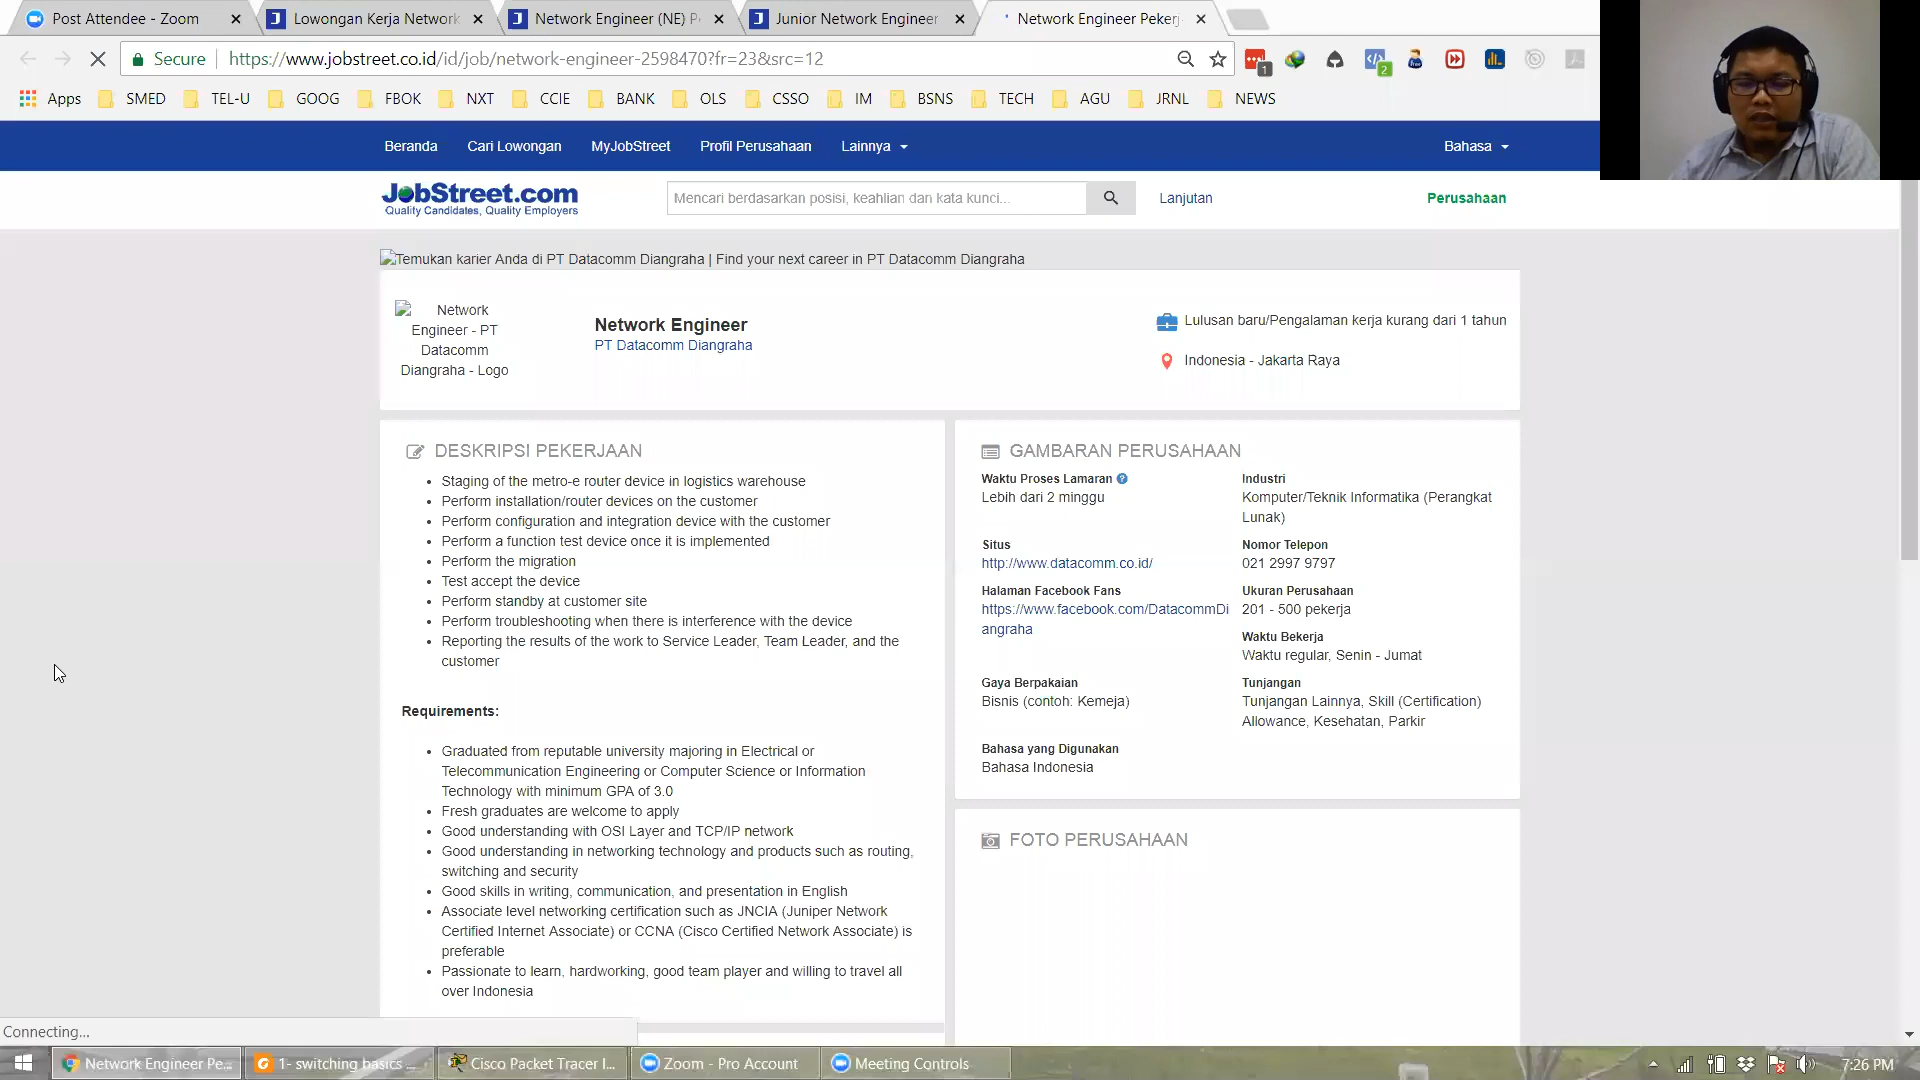 Post Attendee - Zoom
Lowongan Kerja Network
Network Engineer (NE) P
Junior Network Engineer
Network Engineer Pekerj
Secure
https://www.jobstreet.co.id/id/job/network-engineer-2598470?fr=23&src=12
1
2
Apps
SMED
TEL-U
GOOG
FBOK
NXT
CCIE
BANK
OLS
CSSO
IM
BSNS
TECH
AGU
JRNL
NEWS
Beranda
Cari Lowongan
MyJobStreet
Profil Perusahaan
Lainnya
Bahasa
JobStreet.com
Quality Candidates, Quality Employers
Mencari berdasarkan posisi, keahlian dan kata kunci...
Lanjutan
Perusahaan
Temukan karier Anda di PT Datacomm Diangraha | Find your next career in PT Datacomm Diangraha
Network
Engineer - PT
Datacomm
Diangraha - Logo
Network Engineer
PT Datacomm Diangraha
Lulusan baru/Pengalaman kerja kurang dari 1 tahun
Indonesia - Jakarta Raya
DESKRIPSI PEKERJAAN
• Staging of the metro-e router device in logistics warehouse
• Perform installation/router devices on the customer
• Perform configuration and integration device with the customer
• Perform a function test device once it is implemented
• Perform the migration
• Test accept the device
• Perform standby at customer site
• Perform troubleshooting when there is interference with the device
• Reporting the results of the work to Service Leader, Team Leader, and the
customer
Requirements:
• Graduated from reputable university majoring in Electrical or
Telecommunication Engineering or Computer Science or Information
Technology with minimum GPA of 3.0
• Fresh graduates are welcome to apply
• Good understanding with OSI Layer and TCP/IP network
• Good understanding in networking technology and products such as routing,
switching and security
• Good skills in writing, communication, and presentation in English
• Associate level networking certification such as JNCIA (Juniper Network
Certified Internet Associate) or CCNA (Cisco Certified Network Associate) is
preferable
• Passionate to learn, hardworking, good team player and willing to travel all
over Indonesia
GAMBARAN PERUSAHAAN
Waktu Proses Lamaran
Lebih dari 2 minggu
Industri
Komputer/Teknik Informatika (Perangkat
Lunak)
Situs
http://www.datacomm.co.id/
Nomor Telepon
021 2997 9797
Halaman Facebook Fans
https://www.facebook.com/DatacommDi
angraha
Ukuran Perusahaan
201 - 500 pekerja
Waktu Bekerja
Waktu regular, Senin - Jumat
Gaya Berpakaian
Bisnis (contoh: Kemeja)
Tunjangan
Tunjangan Lainnya, Skill (Certification)
Allowance, Kesehatan, Parkir
Bahasa yang Digunakan
Bahasa Indonesia
FOTO PERUSAHAAN
Connecting...
Network Engineer Pe...
1- switching basics ...
Cisco Packet Tracer I...
Zoom - Pro Account
Meeting Controls
7:26 PM